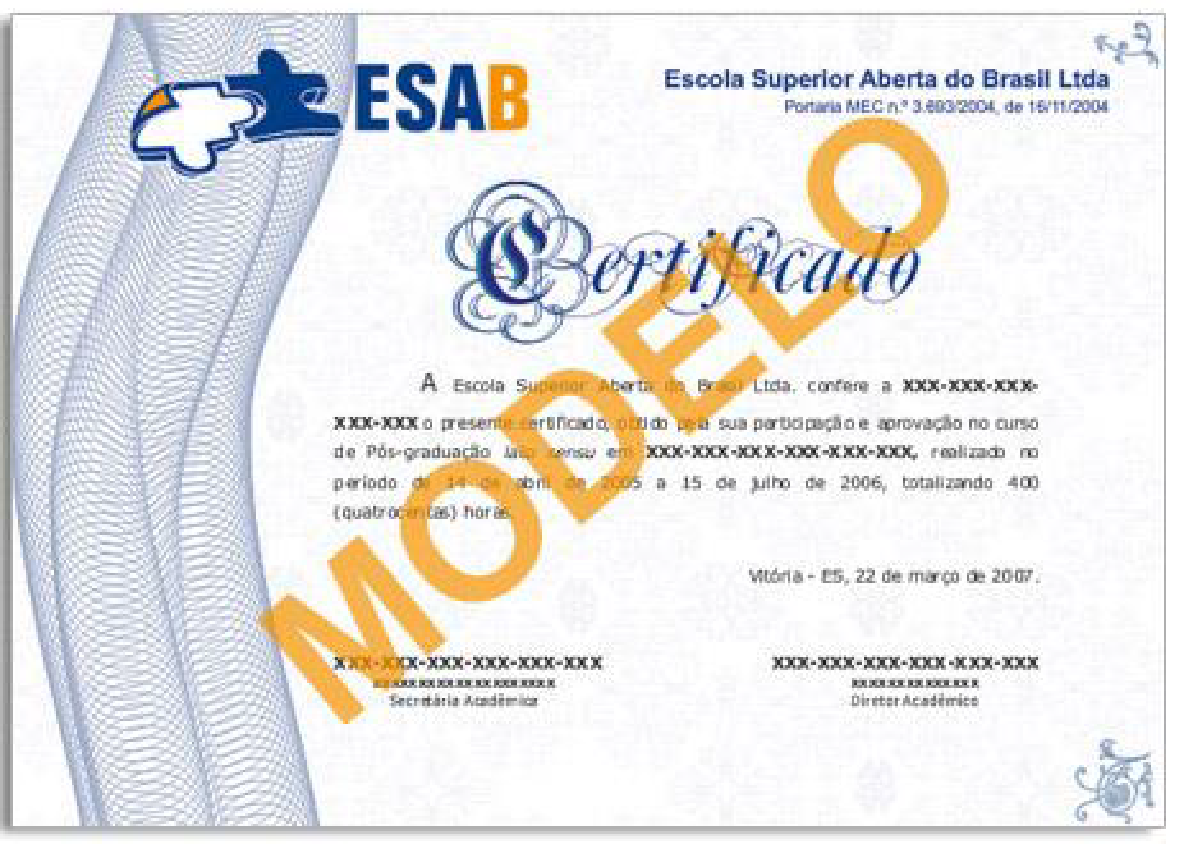 ESAB
Escola Superior Aberta do Brasil Ltda
Portaria MEC n.º 3.693/2004, de 16/11/2004
Certificado
MODELO
A Escola Superior Aberta do Brasil Ltda. confere a XXX-XXX-XXX-
XXX-XXX o presente certificado, obtido pela sua participação e aprovação no curso
de Pós-graduação lato sensu em XXX-XXX-XXX-XXX-XXX-XXX, realizado no
período de 14 de abril de 2005 a 15 de julho de 2006, totalizando 400
(quatrocentas) horas.
Vitória - ES, 22 de março de 2007.
XXX-XXX-XXX-XXX-XXX-XXX
XXX-XXX-XXX-XXX-XXX-XXX
Secretária Acadêmica
xxxxxxxxxxxxxx
Diretor Acadêmico